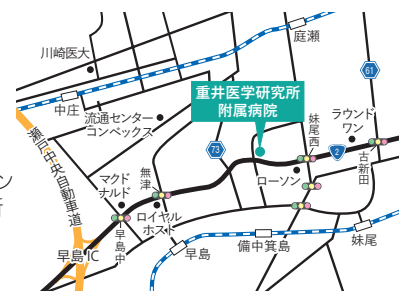 庭瀬
川崎医大
61
中庄
重井医学研究所
附属病院
流通センター
コンベックス
妹尾西
ラウンド
ワン
2
古新田
瀬戸中央自動車道
73
無津
ローソン
マクド
ナルド
ロイヤル
ホスト
早島中
早島IC
早島
備中箕島
妹尾
ン